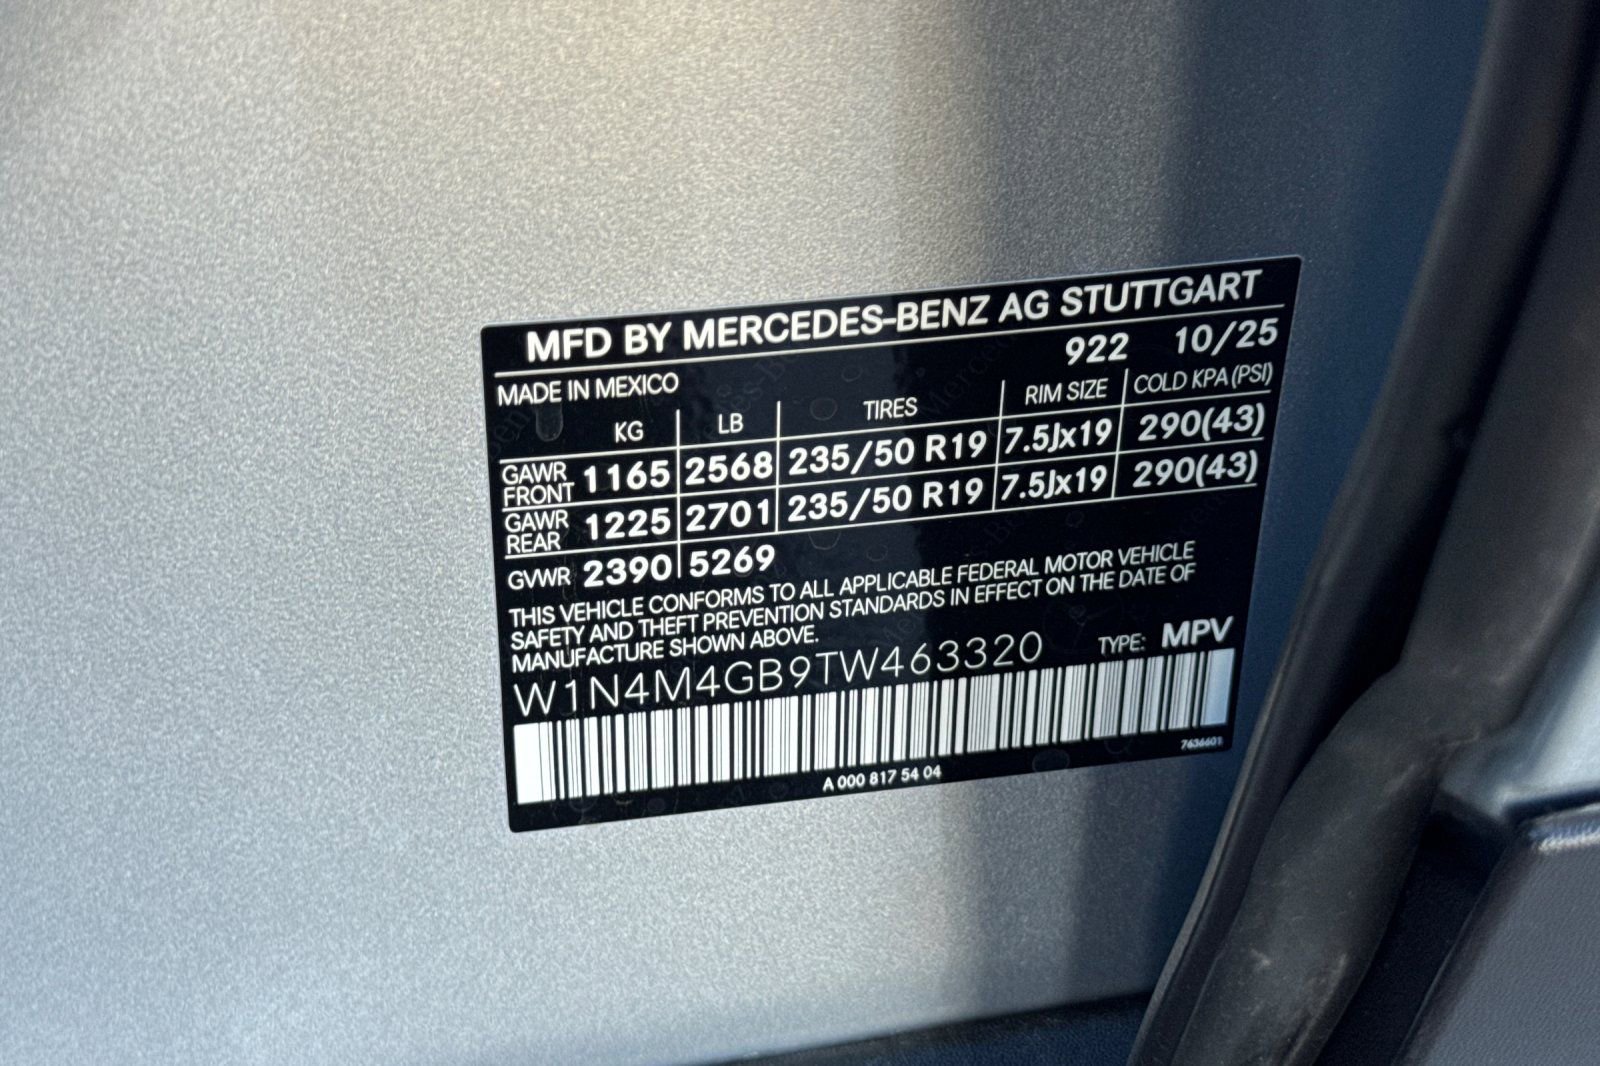 MFD BY MERCEDES-BENZ AG STUTTGART
922 10/25
MADE IN MEXICO
KG LB TIRES RIM SIZE COLD KPA (PSI)
GAWR FRONT 1165 2568 235/50 R19 7.5Jx19 290(43)
GAWR REAR 1225 2701 235/50 R19 7.5Jx19 290(43)
GVWR 2390 5269
THIS VEHICLE CONFORMS TO ALL APPLICABLE FEDERAL MOTOR VEHICLE
SAFETY AND THEFT PREVENTION STANDARDS IN EFFECT ON THE DATE OF
MANUFACTURE SHOWN ABOVE.
W1N4M4GB9TW463320 TYPE: MPV
7636601
A 000 817 54 04